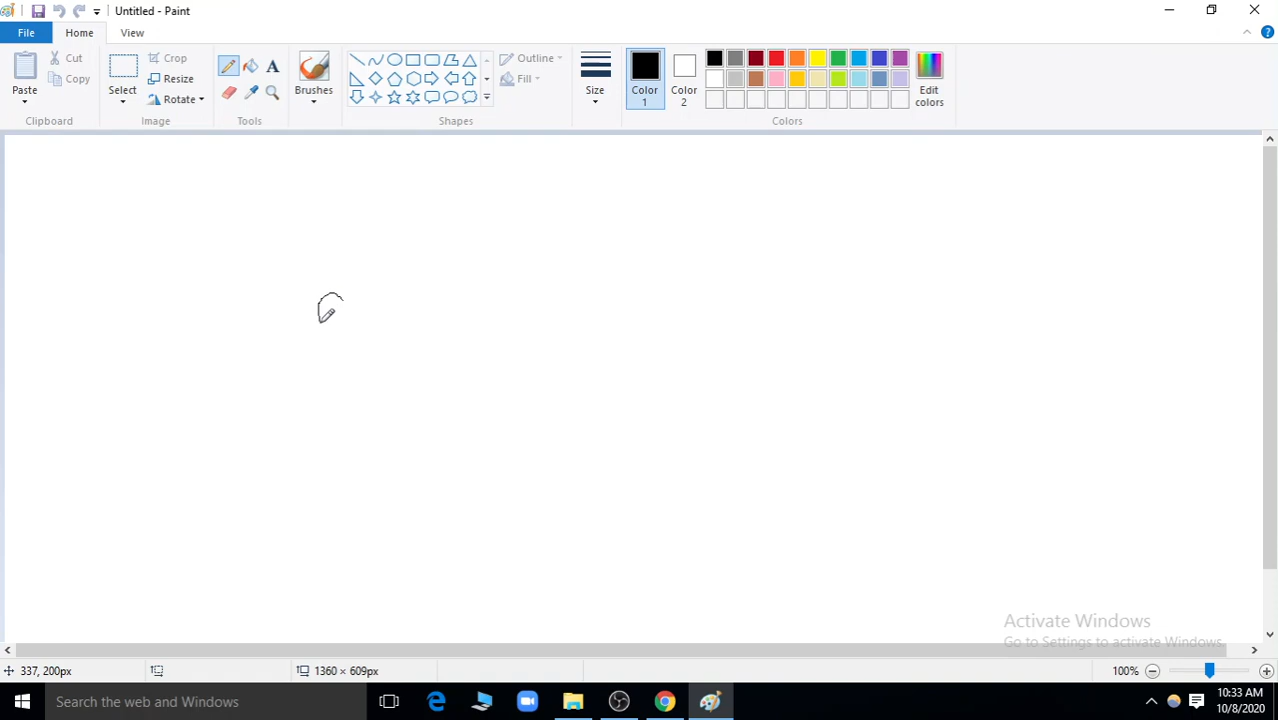 Untitled - Paint
File Home View
Paste Cut Copy
Clipboard
Select Crop Resize Rotate
Image
A
Tools
Brushes
Outline Fill
Shapes
Size
Color 1
Color 2
Edit colors
Colors
Activate Windows
Go to Settings to activate Windows.
337, 200px
1360 × 609px
100%
Search the web and Windows
10:33 AM
10/8/2020